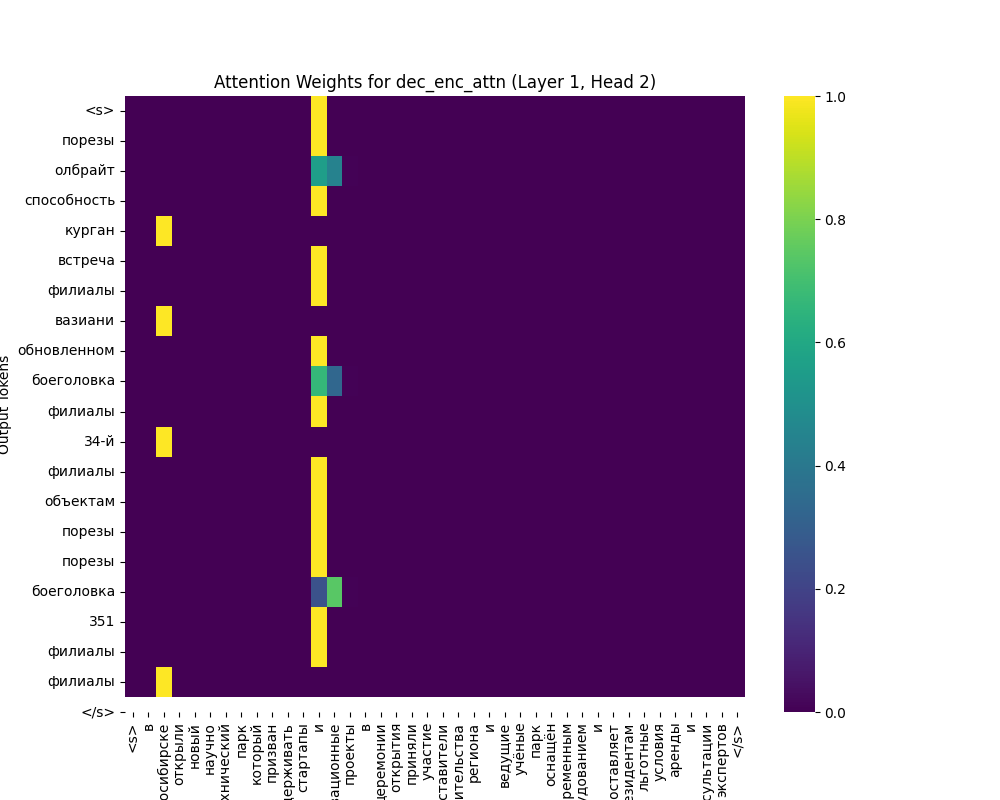 Attention Weights for dec_enc_attn (Layer 1, Head 2)
Output Tokens
<s>
порезы
олбрайт
способность
курган
встреча
филиалы
вазиани
обновленном
боеголовка
филиалы
34-й
филиалы
объектам
порезы
порезы
боеголовка
351
филиалы
филиалы
</s>
<s>
в
осибирске
открыли
новый
научно
хнический
парк
который
призван
держивать
стартапы
и
зационные
проекты
в
церемонии
открытия
приняли
участие
ставители
ительства
региона
и
ведущие
учёные
парк
оснащён
ременным
удованием
и
оставляет
езидентам
льготные
условия
аренды
и
сультации
экспертов
</s>
1.0
0.8
0.6
0.4
0.2
0.0